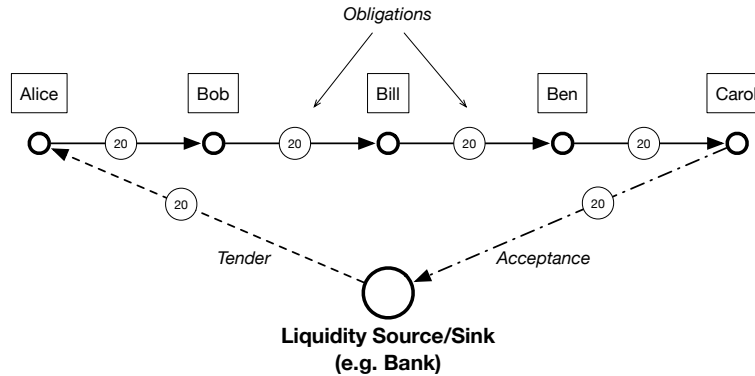 Obligations
Alice
Bob
Bill
Ben
Carol
20
20
20
20
20
20
Tender
Acceptance
Liquidity Source/Sink
(e.g. Bank)